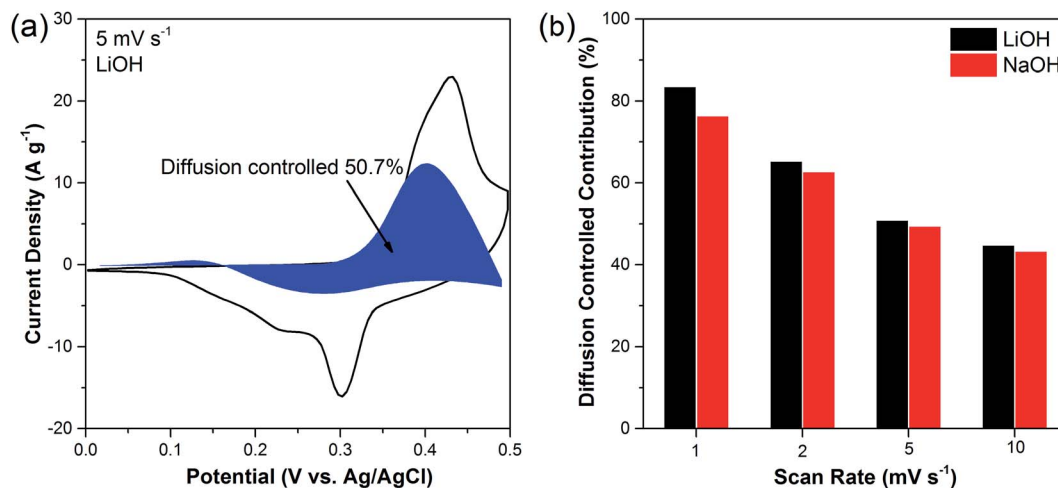 (a)
5 mV s⁻¹
LiOH
Diffusion controlled 50.7%
Current Density (A g⁻¹)
30
20
10
0
-10
-20
0.0 0.1 0.2 0.3 0.4 0.5
Potential (V vs. Ag/AgCl)
(b)
LiOH
NaOH
Diffusion Controlled Contribution (%)
100
80
60
40
20
0
1 2 5 10
Scan Rate (mV s⁻¹)